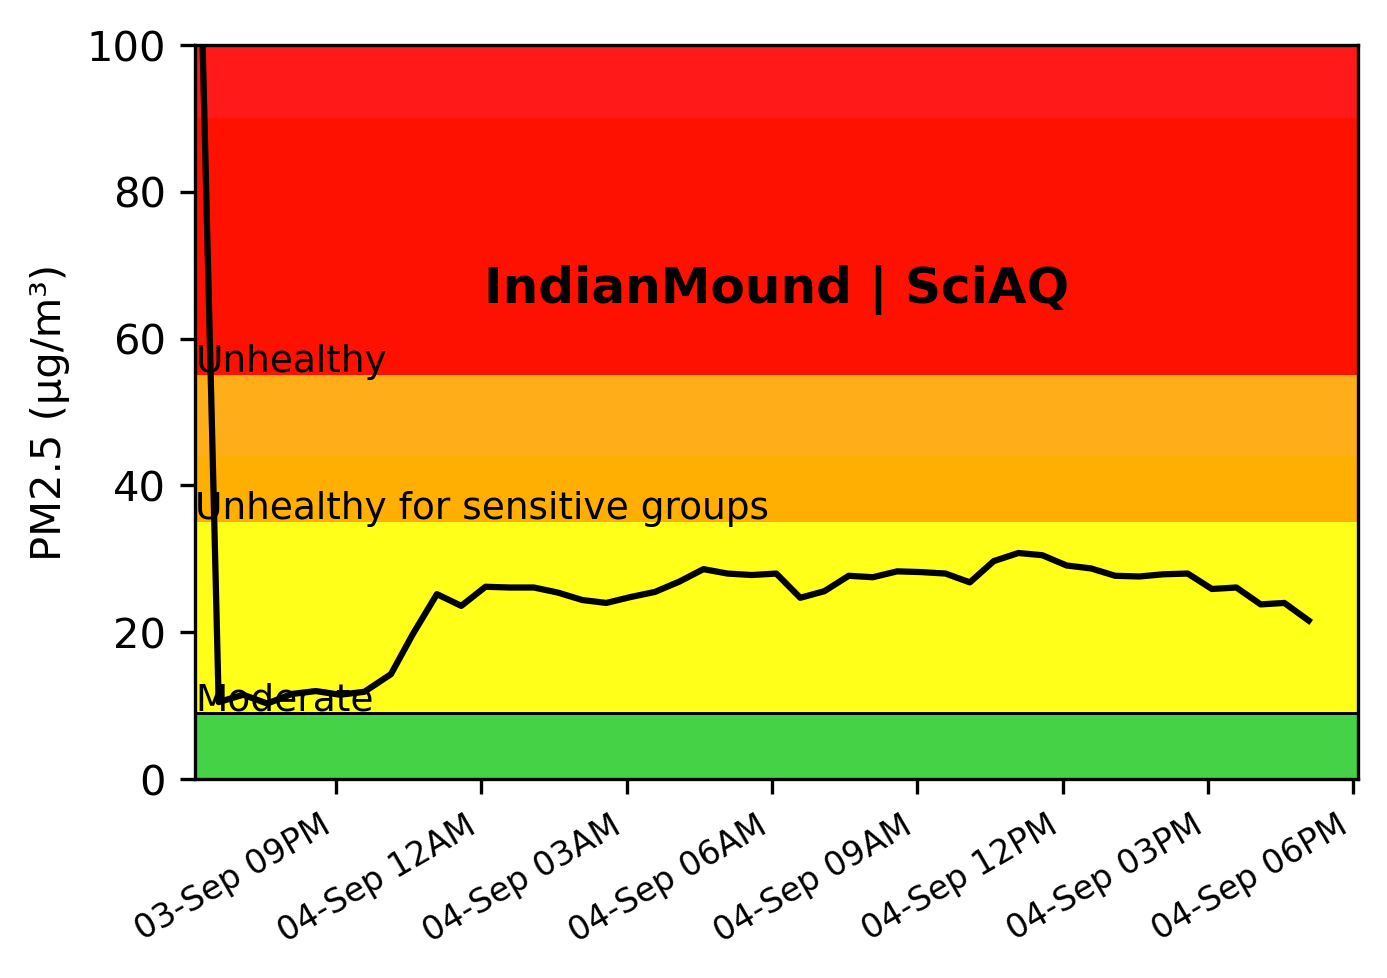 100
80
60
40
20
0
PM2.5 (μg/m³)
IndianMound | SciAQ
Unhealthy
Unhealthy for sensitive groups
Moderate
03-Sep 09PM
04-Sep 12AM
04-Sep 03AM
04-Sep 06AM
04-Sep 09AM
04-Sep 12PM
04-Sep 03PM
04-Sep 06PM